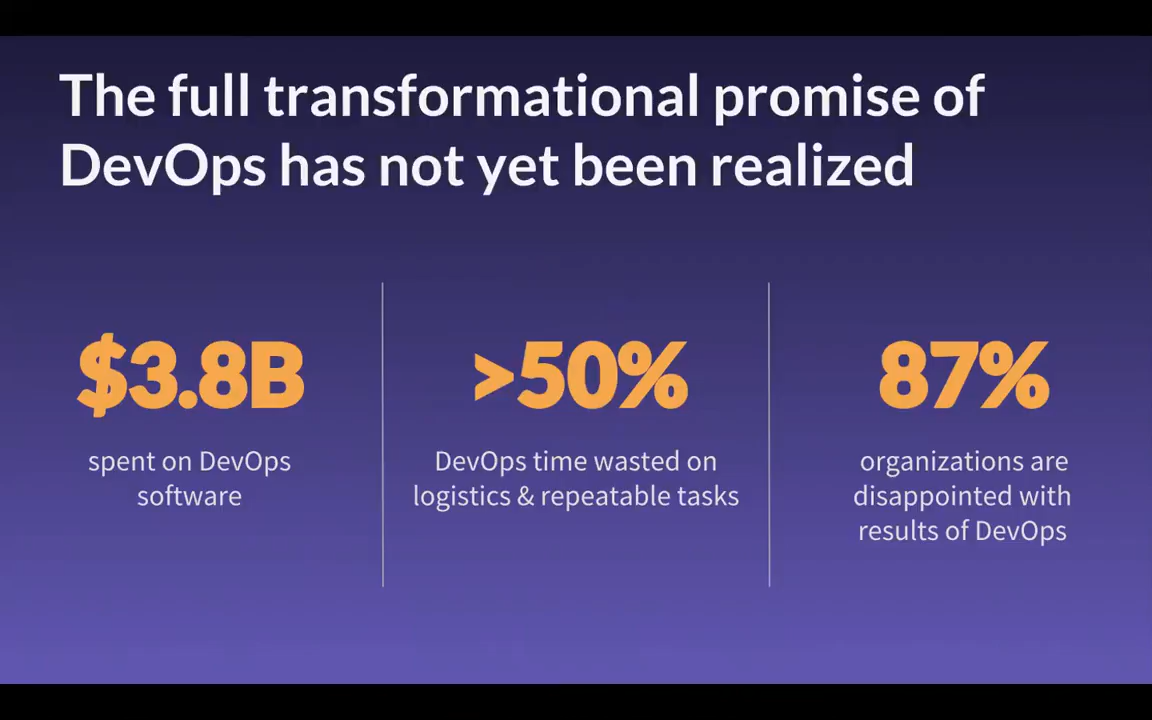 The full transformational promise of
DevOps has not yet been realized
$3.8B
spent on DevOps
software
>50%
DevOps time wasted on
logistics & repeatable tasks
87%
organizations are
disappointed with
results of DevOps